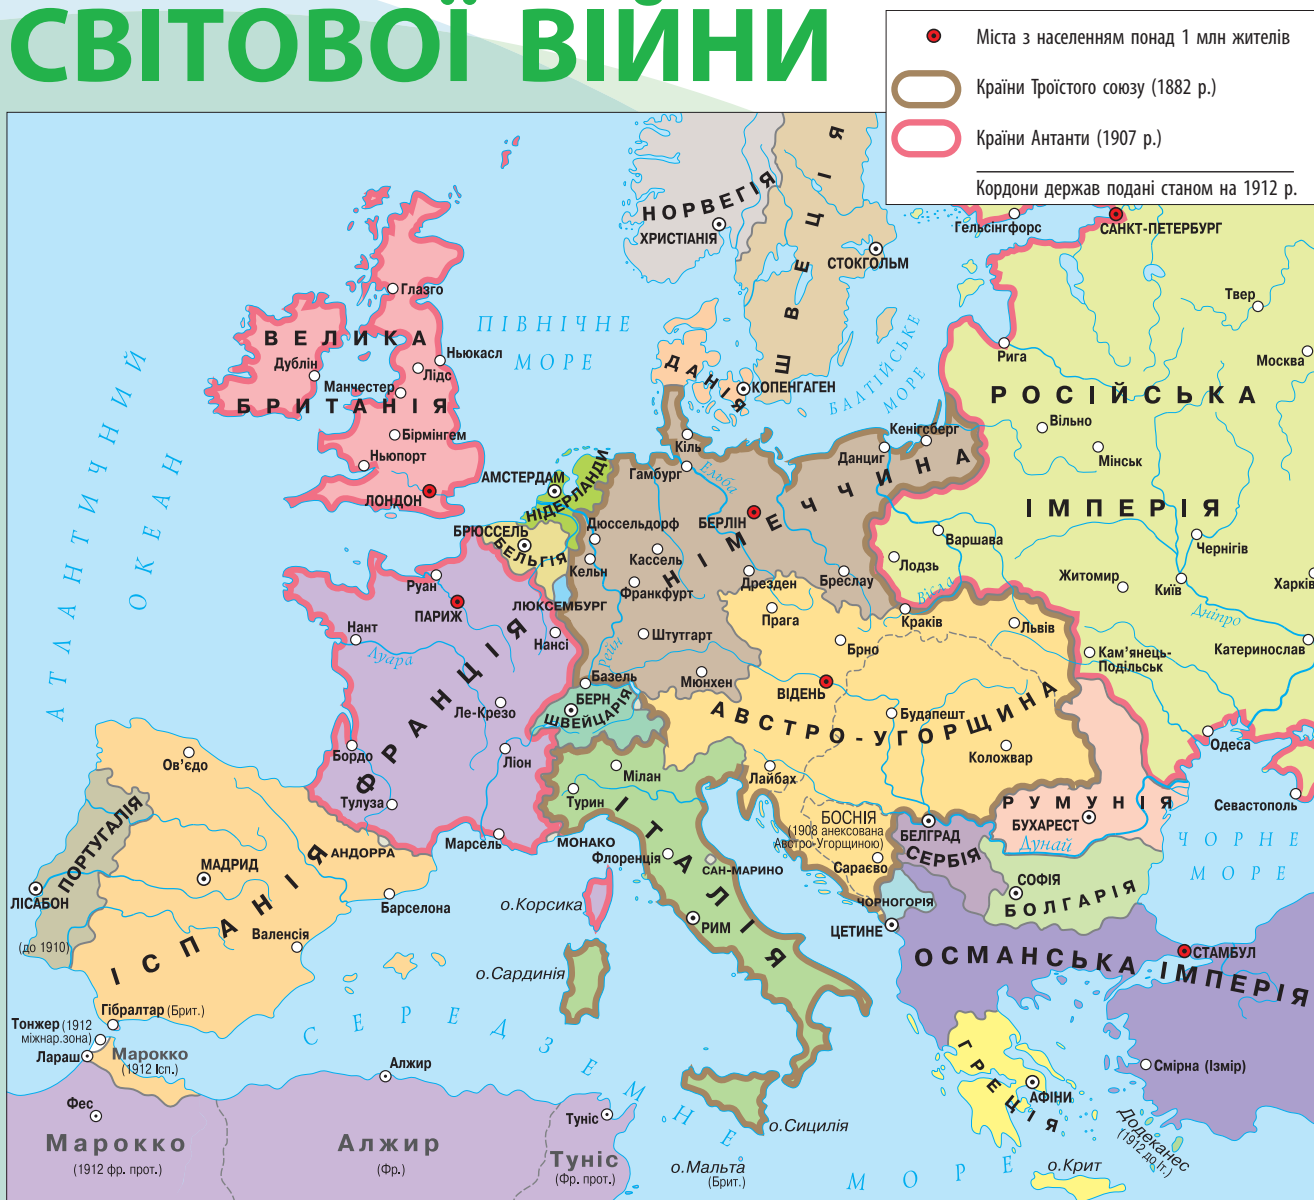 СВІТОВОЇ ВІЙНИ
Міста з населенням понад 1 млн жителів
Країни Троїстого союзу (1882 р.)
Країни Антанти (1907 р.)
Кордони держав подані станом на 1912 р.
НОРВЕГІЯ
ХРИСТІАНІЯ
ШВЕЦІЯ
СТОКГОЛЬМ
Гельсінгфорс
САНКТ-ПЕТЕРБУРГ
Твер
Москва
Рига
РОСІЙСЬКА
ІМПЕРІЯ
Вільно
Мінськ
Глазго
ВЕЛИКА
БРИТАНІЯ
Ньюкасл
Дублін
Лідс
Манчестер
Бірмінгем
Ньюпорт
ЛОНДОН
ПІВНІЧНЕ
МОРЕ
АТЛАНТИЧНИЙ
ОКЕАН
ДАНІЯ
КОПЕНГАГЕН
БАЛТІЙСЬКЕ
МОРЕ
Кіль
Гамбург
Ельба
Данциг
Кенігсберг
НІМЕЧЧИНА
АМСТЕРДАМ
НІДЕРЛАНДИ
БРЮССЕЛЬ
БЕЛЬГІЯ
Дюссельдорф
БЕРЛІН
Кассель
Кельн
Франкфурт
Дрезден
Бреслау
Варшава
Лодзь
Вісла
Чернігів
Житомир
Київ
Харків
Дніпро
Катеринослав
Руан
ПАРИЖ
ЛЮКСЕМБУРГ
Нант
Луара
Нансі
ФРАНЦІЯ
Штутгарт
Рейн
Базель
Мюнхен
Прага
Брно
Краків
Львів
Кам’янець-
Подільськ
ВІДЕНЬ
Будапешт
АВСТРО-УГОРЩИНА
Коложвар
Одеса
Ле-Крезо
БЕРН
ШВЕЙЦАРІЯ
Бордо
Ліон
Тулуза
Мілан
Турин
Лайбах
РУМУНІЯ
БУХАРЕСТ
Дунай
Севастополь
ЧОРНЕ
МОРЕ
Ов’єдо
ПОРТУГАЛІЯ
(до 1910)
ЛІСАБОН
МАДРИД
ІСПАНІЯ
Валенсія
АНДОРРА
Барселона
Марсель
МОНАКО
Флоренція
САН-МАРИНО
ІТАЛІЯ
РИМ
о.Корсика
о.Сардинія
о.Сицилія
о.Мальта
(Брит.)
БОСНІЯ
(1908 анексована
Австро-Угорщиною)
Сараєво
БЕЛГРАД
СЕРБІЯ
СОФІЯ
БОЛГАРІЯ
ЧОРНОГОРІЯ
ЦЕТИНЕ
ОСМАНСЬКА ІМПЕРІЯ
СТАМБУЛ
Смірна (Ізмір)
ГРЕЦІЯ
АФІНИ
Додеканес
(1912 до Іт.)
о.Крит
Гібралтар (Брит.)
Тонжер (1912
міжнар.зона)
Лараш
Марокко
(1912 Ісп.)
Фес
Марокко
(1912 фр. прот.)
Алжир
Алжир
(Фр.)
Туніс
Туніс
(Фр. прот.)
СЕРЕДЗЕМНЕ
МОРЕ